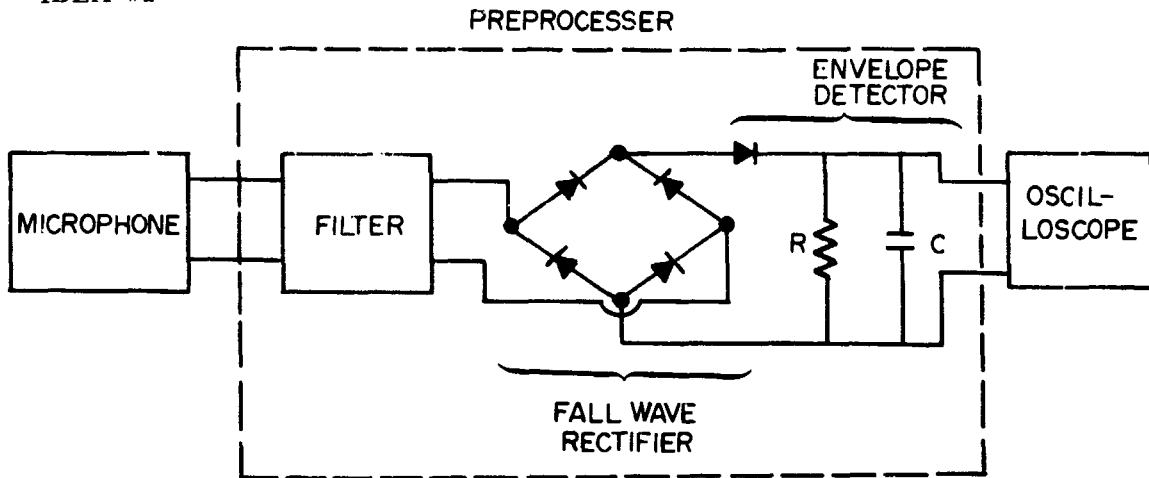 PREPROCESSER
ENVELOPE
DETECTOR
MICROPHONE
FILTER
R
C
OSCIL-
LOSCOPE
FALL WAVE
RECTIFIER